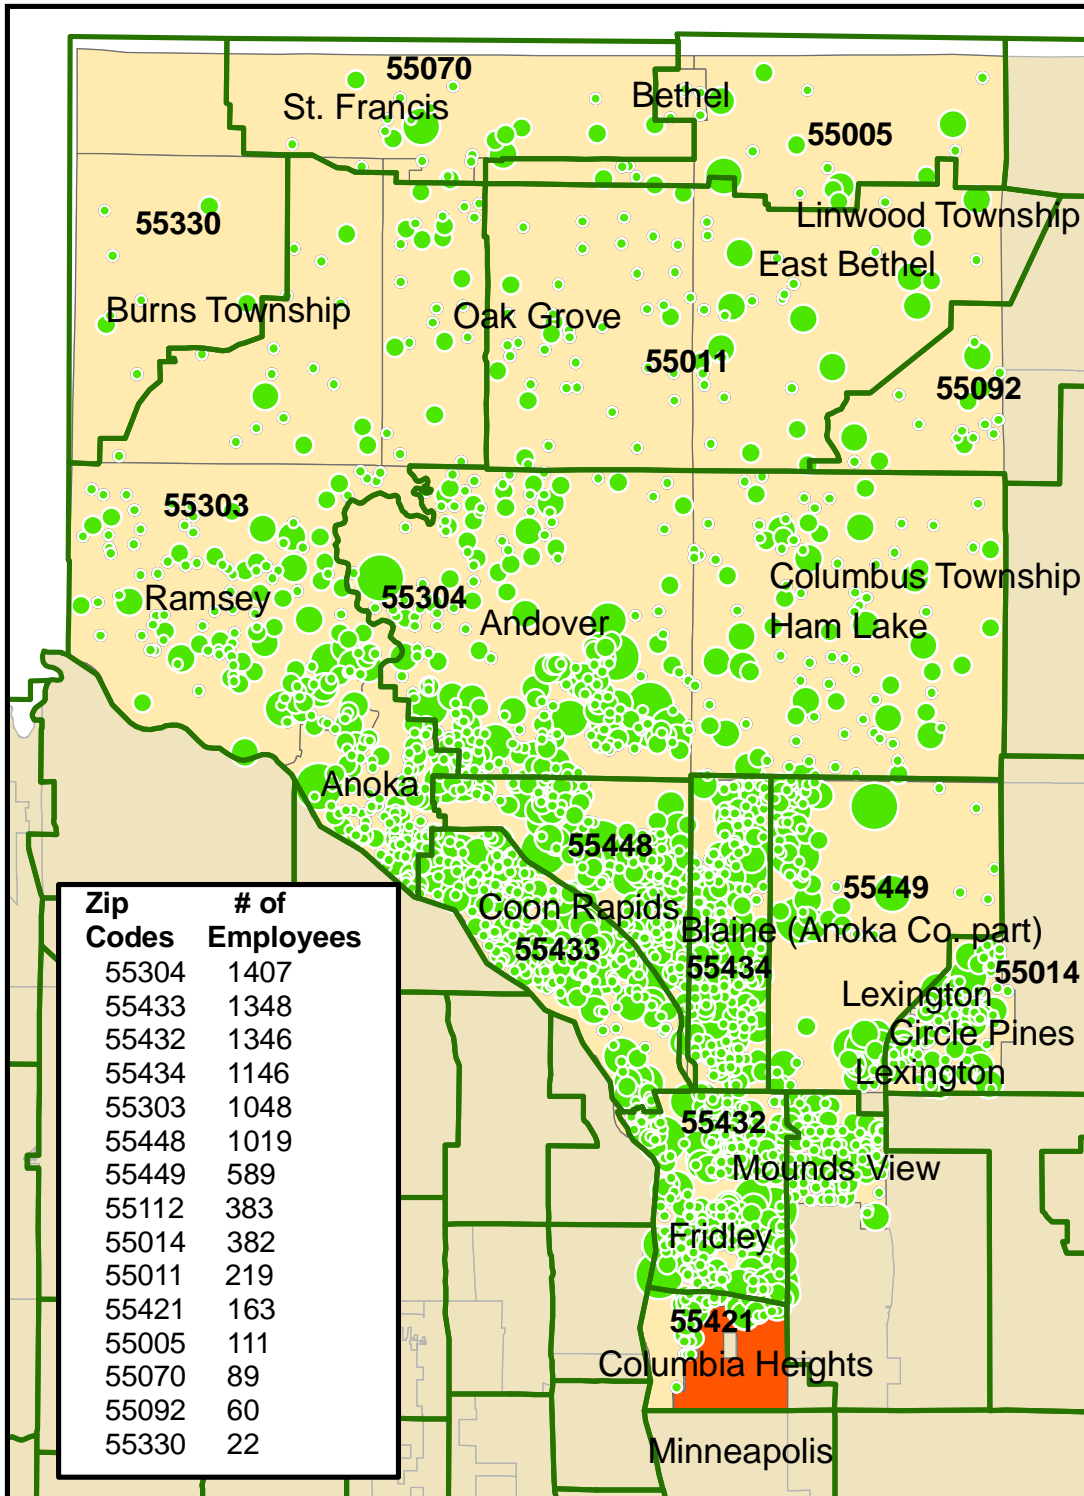 55070
St. Francis
Bethel
55005
55330
Linwood Township
East Bethel
Burns Township
Oak Grove
55011
55092
55303
Columbus Township
Ramsey
55304
Andover
Ham Lake
Anoka
55448
55449
Coon Rapids
Blaine (Anoka Co. part)
55433
55434
55014
Lexington
Circle Pines
Lexington
55432
Mounds View
Fridley
55421
Columbia Heights
Minneapolis
Zip # of
Codes Employees
55304 1407
55433 1348
55432 1346
55434 1146
55303 1048
55448 1019
55449 589
55112 383
55014 382
55011 219
55421 163
55005 111
55070 89
55092 60
55330 22